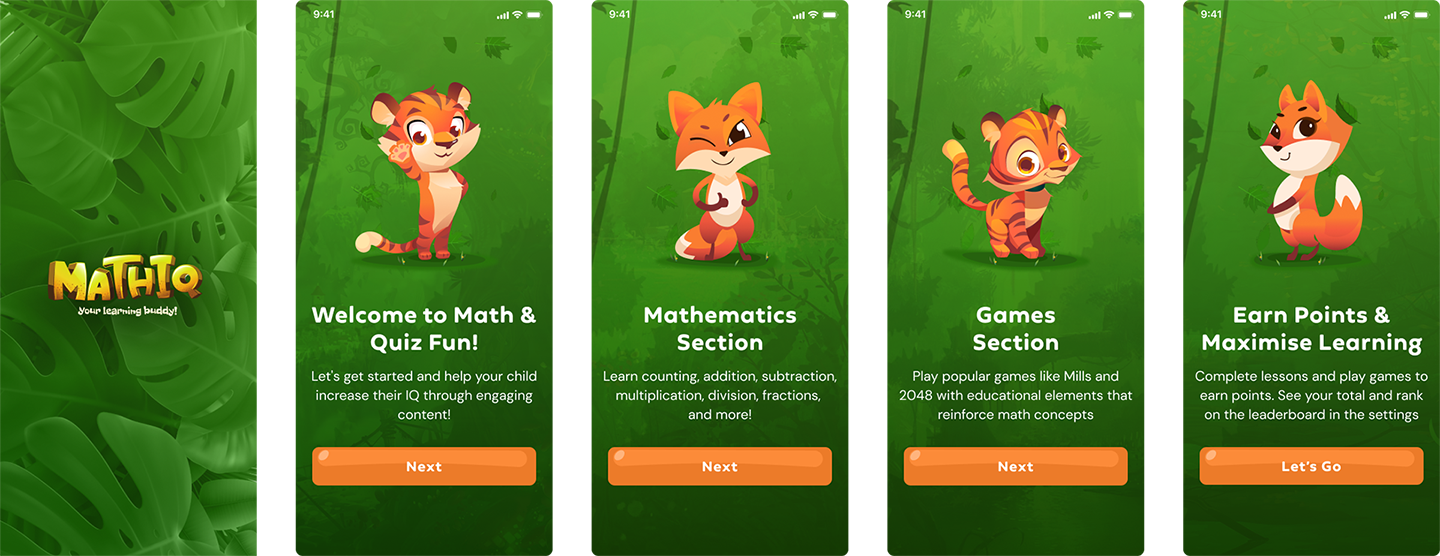 MATHIQ
your learning buddy!
9:41
Welcome to Math &
Quiz Fun!
Let's get started and help your child
increase their IQ through engaging
content!
Next
9:41
Mathematics
Section
Learn counting, addition, subtraction,
multiplication, division, fractions,
and more!
Next
9:41
Games
Section
Play popular games like Mills and
2048 with educational elements that
reinforce math concepts
Next
9:41
Earn Points &
Maximise Learning
Complete lessons and play games to
earn points. See your total and rank
on the leaderboard in the settings
Let's Go